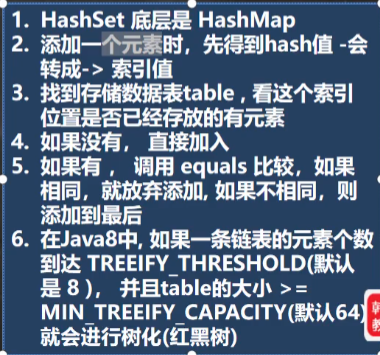 1. HashSet 底层是 HashMap
2. 添加一个元素时，先得到hash值 -会
转成-> 索引值
3. 找到存储数据表table , 看这个索引
位置是否已经存放的有元素
4. 如果没有， 直接加入
5. 如果有 ， 调用 equals 比较，如果
相同，就放弃添加, 如果不相同，则
添加到最后
6. 在Java8中, 如果一条链表的元素个数
到达 TREEIFY_THRESHOLD(默认
是 8 )， 并且table的大小 >=
MIN_TREEIFY_CAPACITY(默认64)
就会进行树化(红黑树)